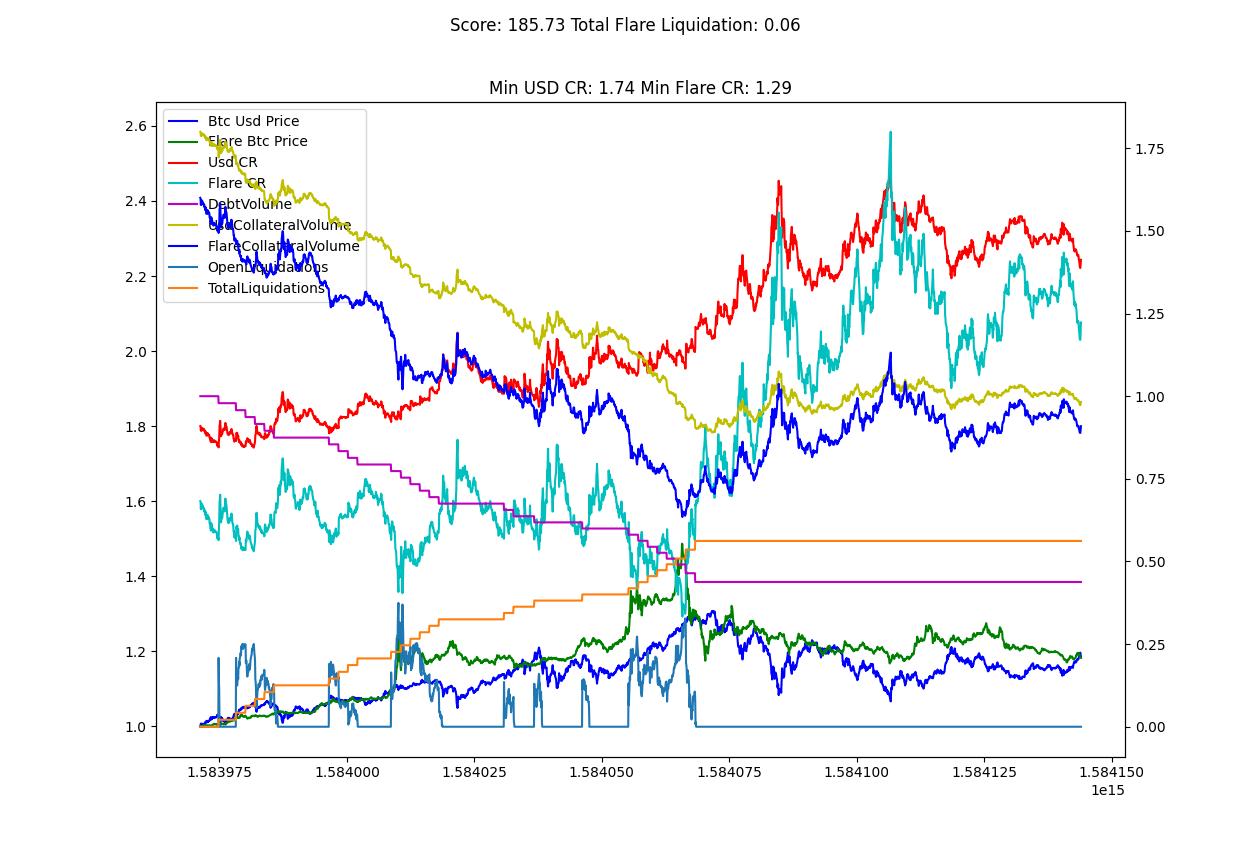 Score: 185.73 Total Flare Liquidation: 0.06
Min USD CR: 1.74 Min Flare CR: 1.29
Btc Usd Price
Flare Btc Price
Usd CR
Flare CR
DebtVolume
UsdCollateralVolume
FlareCollateralVolume
OpenLiquidations
TotalLiquidations
2.6
2.4
2.2
2.0
1.8
1.6
1.4
1.2
1.0
1.75
1.50
1.25
1.00
0.75
0.50
0.25
0.00
1.583975 1.584000 1.584025 1.584050 1.584075 1.584100 1.584125 1.584150
1e15